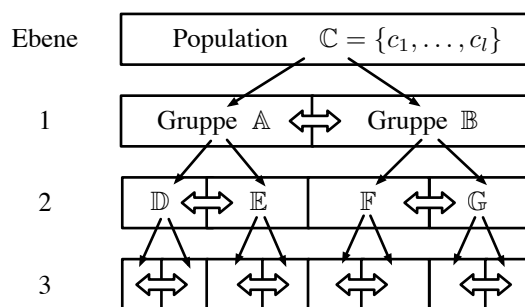 Ebene Population ℂ = {c₁, . . . , cₗ}
1 Gruppe 𝔸 Gruppe 𝔹
2 𝔻 𝔼 𝔽 𝔾
3